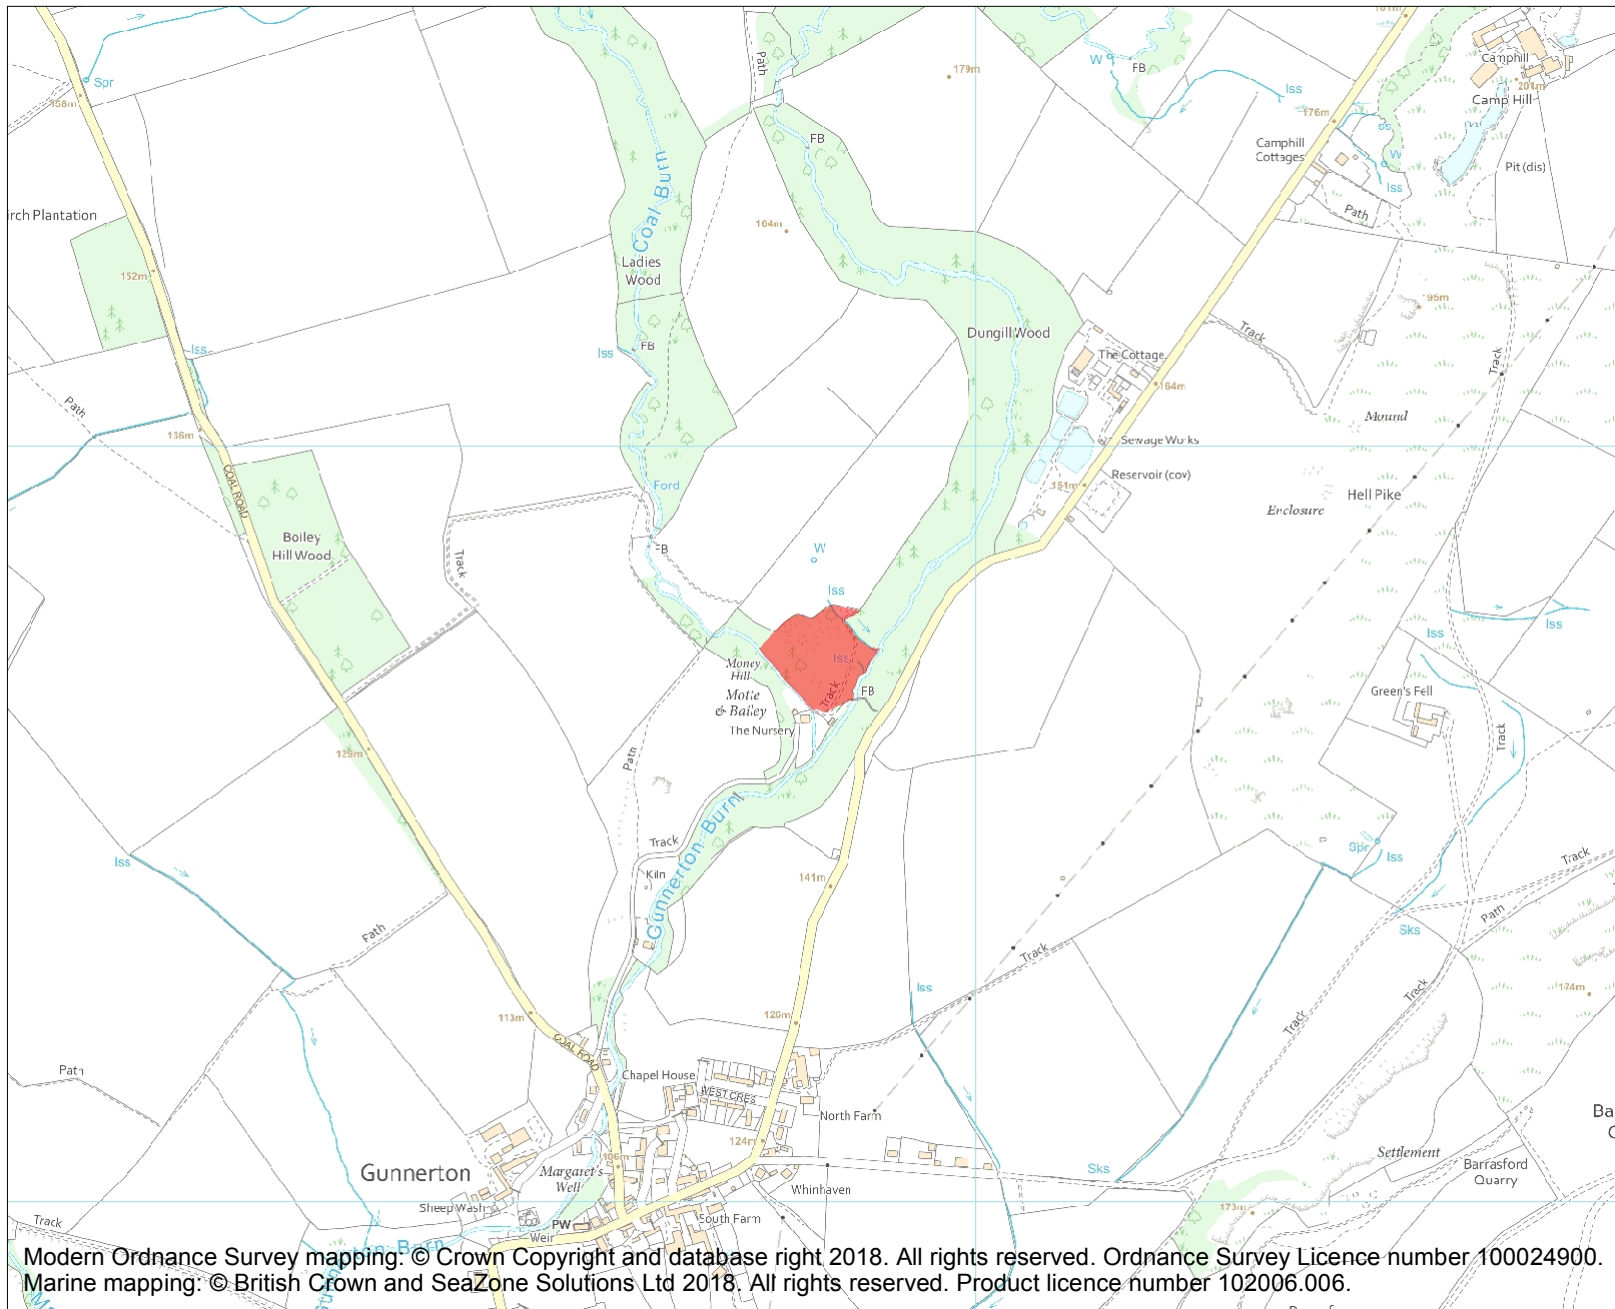 Path
179m
W
FB
Iss
161m
Camphill
201m
Camp Hill
Spr
158m
FB
176m
Iss
W
Iss
Camphill
Cottages
Pit (dis)
Path
irch Plantation
Coal Burn
164m
152m
Ladies
Wood
195m
Iss
Iss
FB
Dungill Wood
Track
The Cottage
164m
Track
Path
136m
Mound
Sewage Works
COAL ROAD
Ford
Reservoir (cov)
151m
Hell Pike
Enclosure
Boiley
Hill Wood
Track
FB
W
Iss
Iss
Iss
Iss
Money
Hill
Motte
& Bailey
Track
FB
Green's Fell
The Nursery
Track
129m
Path
Gunnerton Burn
Track
Kiln
141m
Iss
Spr
Iss
Track
Path
Path
Sks
Track
Iss
Track
174m
113m
COAL ROAD
120m
Track
Path
Chapel House
WEST CRES
North Farm
Ba
124m
106m
Gunnerton
Margaret's
Well
Sks
Settlement
Barrasford
Quarry
Whinhaven
Sheep Wash
South Farm
173m
Track
PW
Weir
Modern Ordnance Survey mapping: © Crown Copyright and database right 2018. All rights reserved. Ordnance Survey Licence number 100024900.
Marine mapping: © British Crown and SeaZone Solutions Ltd 2018. All rights reserved. Product licence number 102006.006.